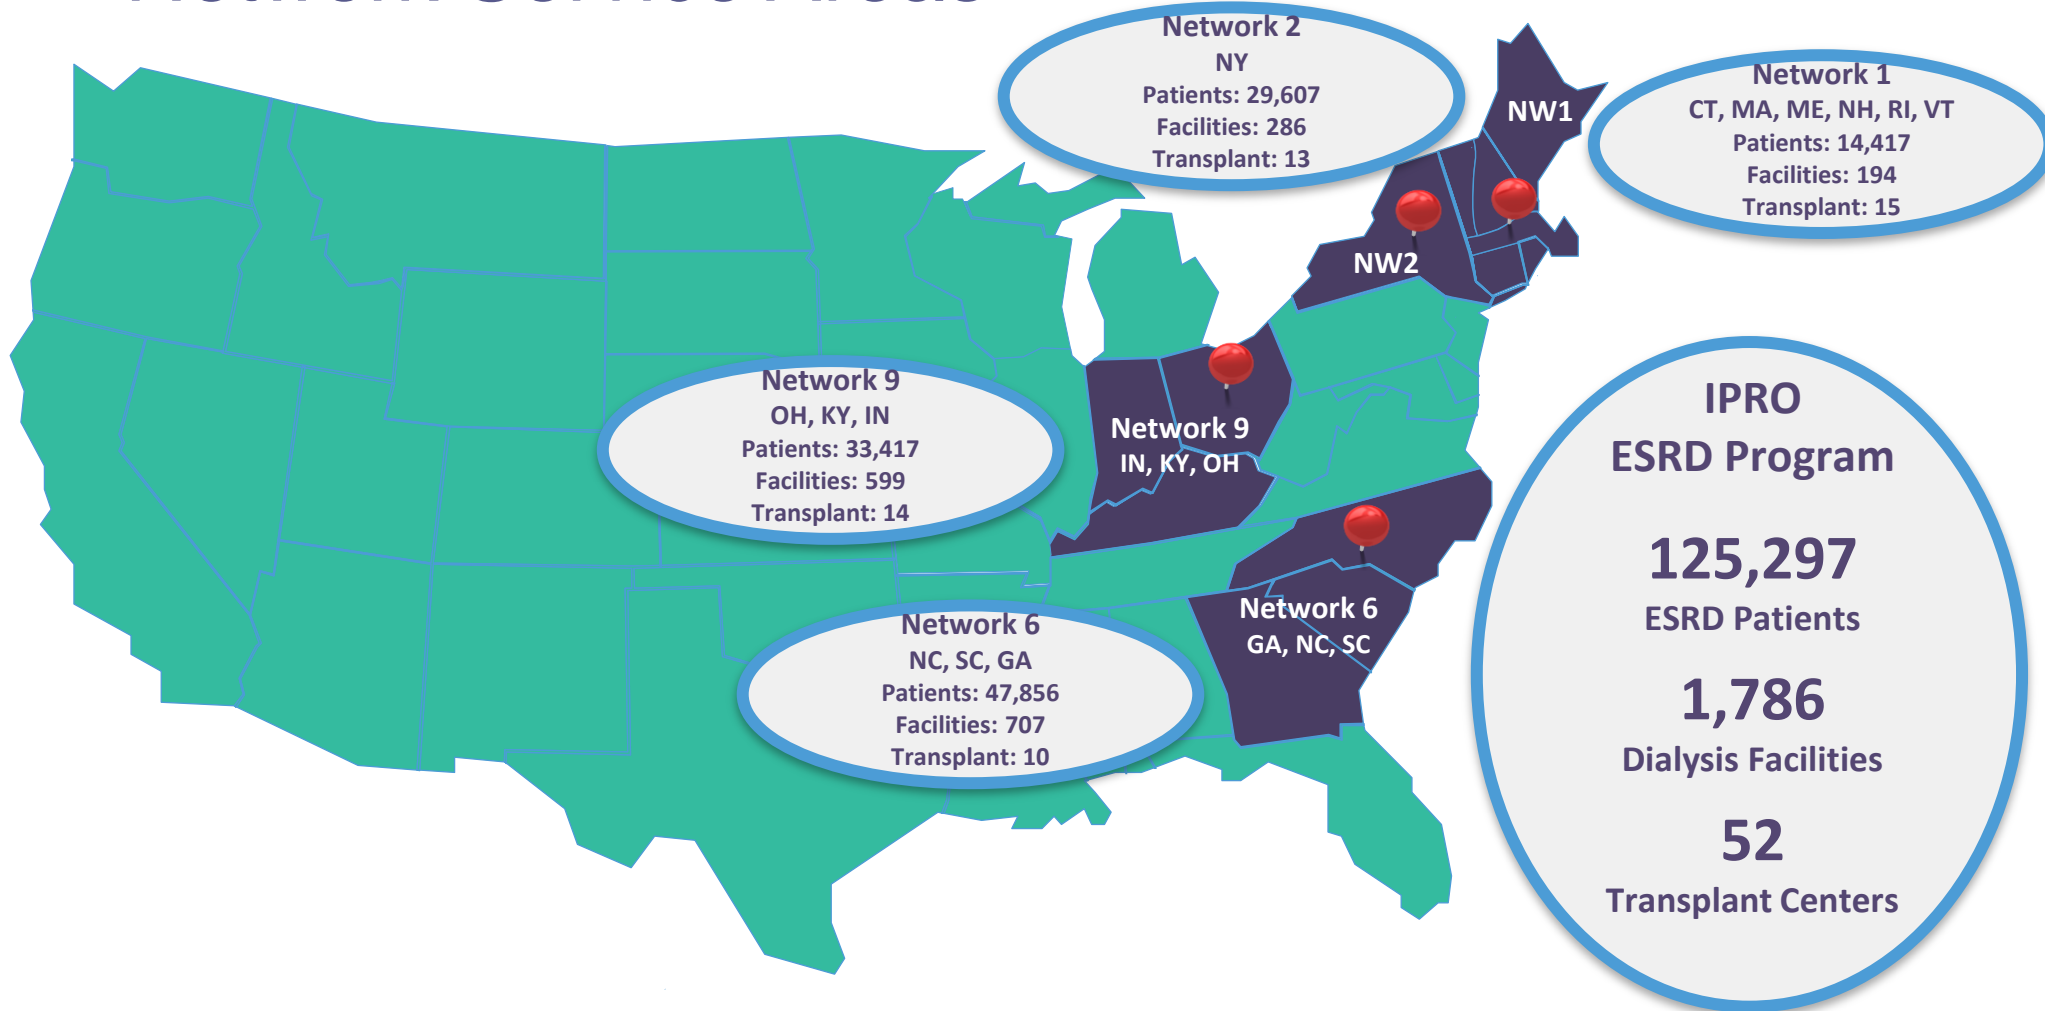 Network Service Areas
Network 2
NY
Patients: 29,607
Facilities: 286
Transplant: 13
NW1
Network 1
CT, MA, ME, NH, RI, VT
Patients: 14,417
Facilities: 194
Transplant: 15
NW2
Network 9
OH, KY, IN
Patients: 33,417
Facilities: 599
Transplant: 14
Network 9
IN, KY, OH
Network 6
NC, SC, GA
Patients: 47,856
Facilities: 707
Transplant: 10
Network 6
GA, NC, SC
IPRO
ESRD Program
125,297
ESRD Patients
1,786
Dialysis Facilities
52
Transplant Centers